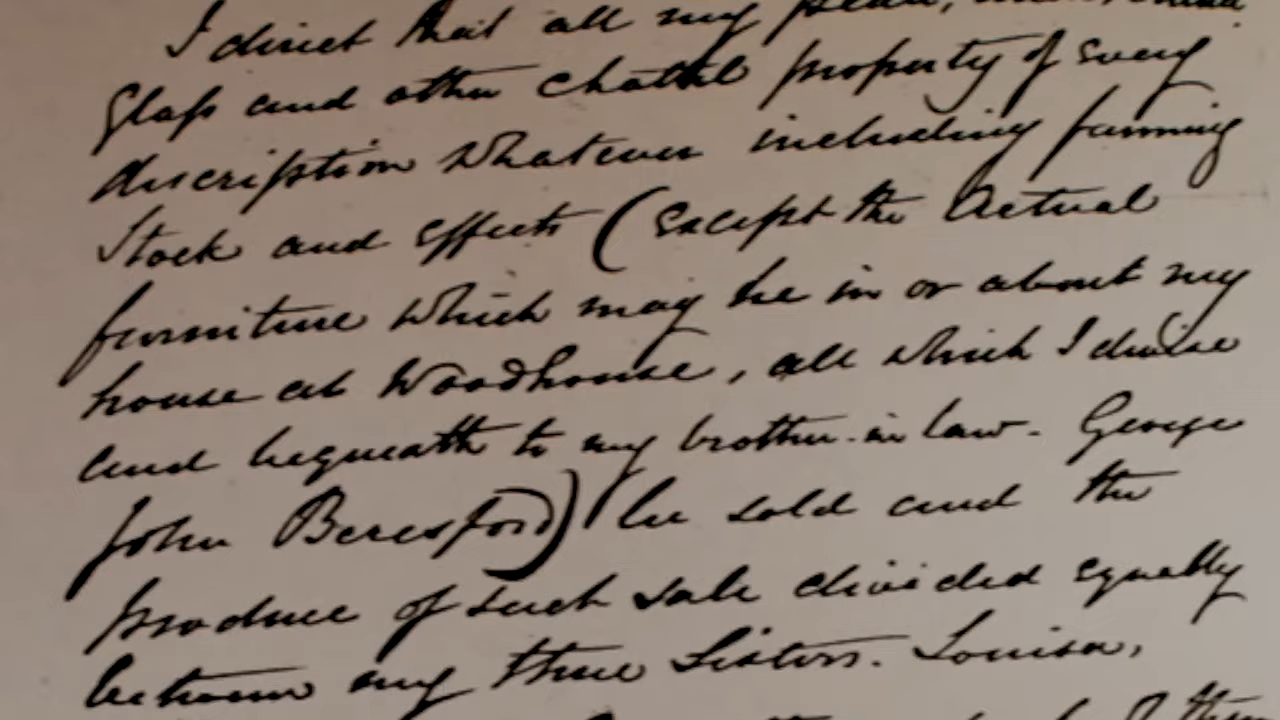 I direct that all my plate, linen, china
Glass and other chattel property of every
description whatever including farming
Stock and effects (Except the Actual
furniture which may be in or about my
house at Woodhouse, all which I devise
and bequeath to my brother in law. George
John Beresford) be sold and the
produce of such sale divided equally
between my three Sisters. Louisa,